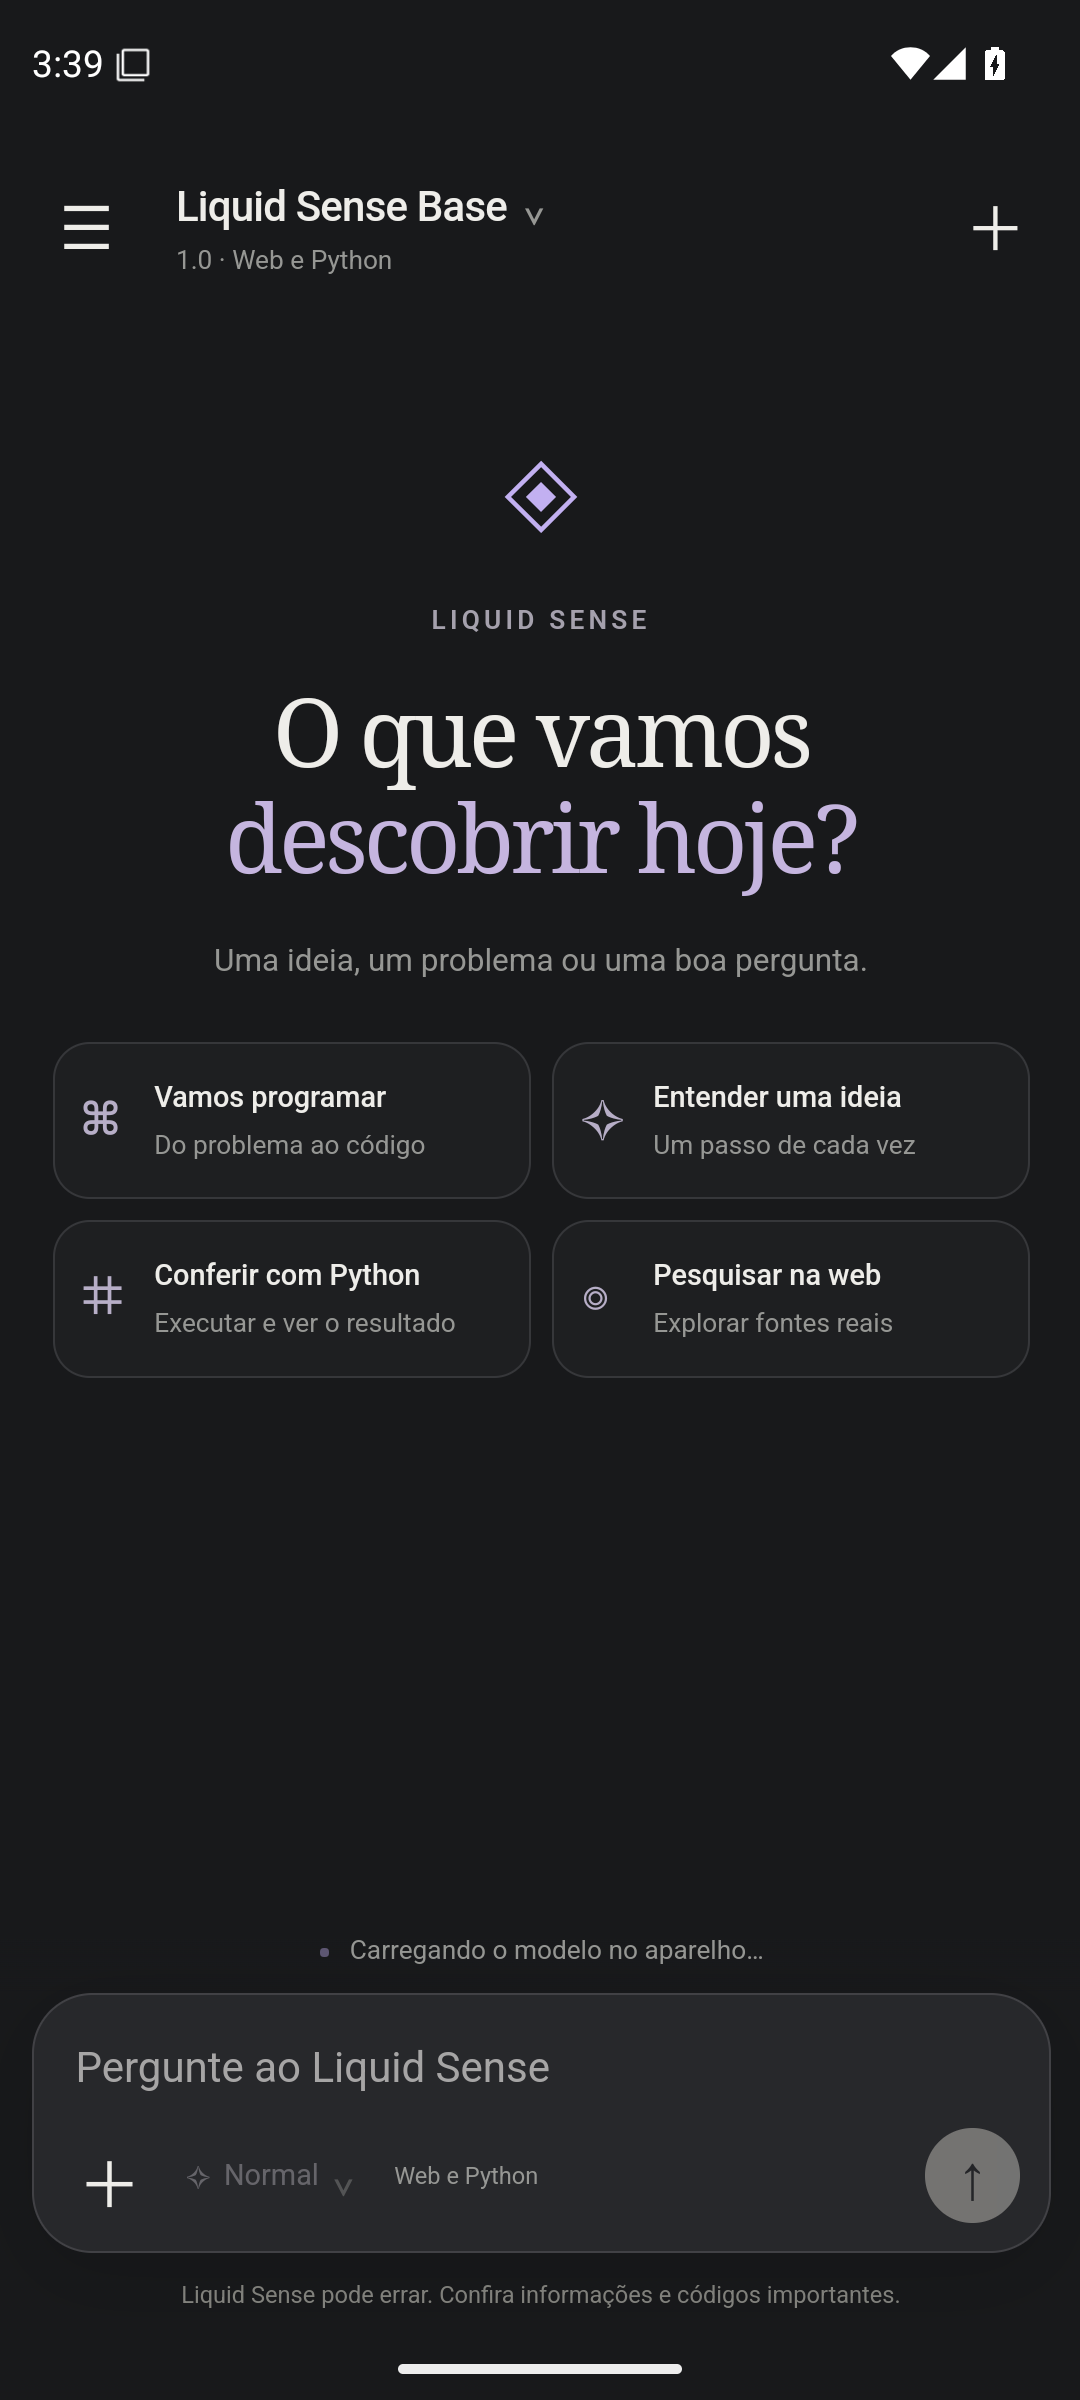 3:39
Liquid Sense Base
1.0 · Web e Python
LIQUID SENSE
O que vamos
descobrir hoje?
Uma ideia, um problema ou uma boa pergunta.
Vamos programar
Do problema ao código
Entender uma ideia
Um passo de cada vez
Conferir com Python
Executar e ver o resultado
Pesquisar na web
Explorar fontes reais
Carregando o modelo no aparelho…
Pergunte ao Liquid Sense
Normal
Web e Python
Liquid Sense pode errar. Confira informações e códigos importantes.